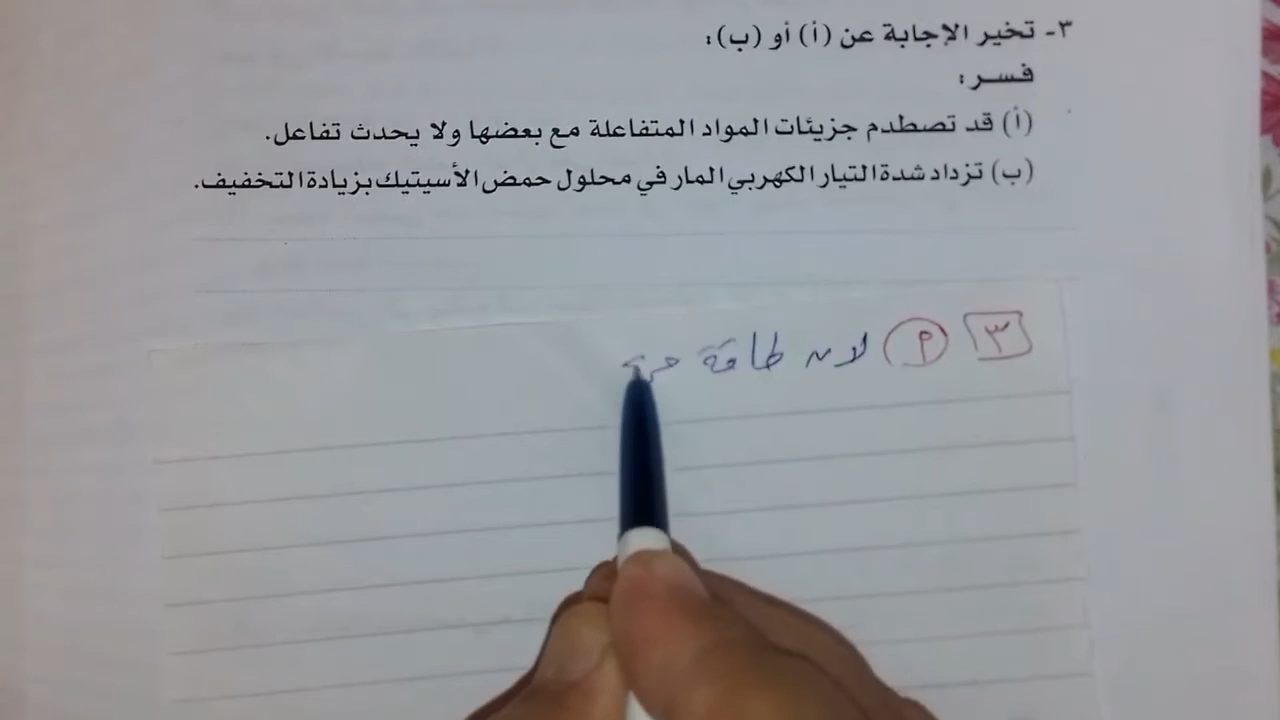 ٣- تخير الإجابة عن (أ) أو (ب):
فسر:
(أ) قد تصطدم جزيئات المواد المتفاعلة مع بعضها ولا يحدث تفاعل.
(ب) تزداد شدة التيار الكهربي المار في محلول حمض الأسيتيك بزيادة التخفيف.
٣ أ لان طاقة